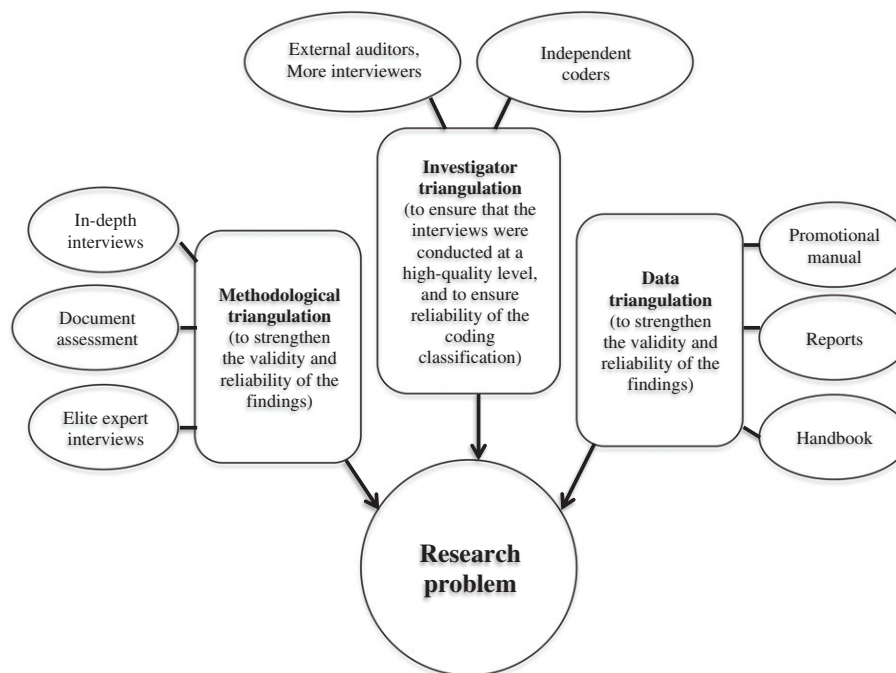 External auditors,
More interviewers
Independent
coders
Investigator
triangulation
(to ensure that the
interviews were
conducted at a
high-quality level,
and to ensure
reliability of the
coding
classification)
In-depth
interviews
Document
assessment
Elite expert
interviews
Methodological
triangulation
(to strengthen
the validity and
reliability of the
findings)
Data
triangulation
(to strengthen
the validity and
reliability of the
findings)
Promotional
manual
Reports
Handbook
Research
problem